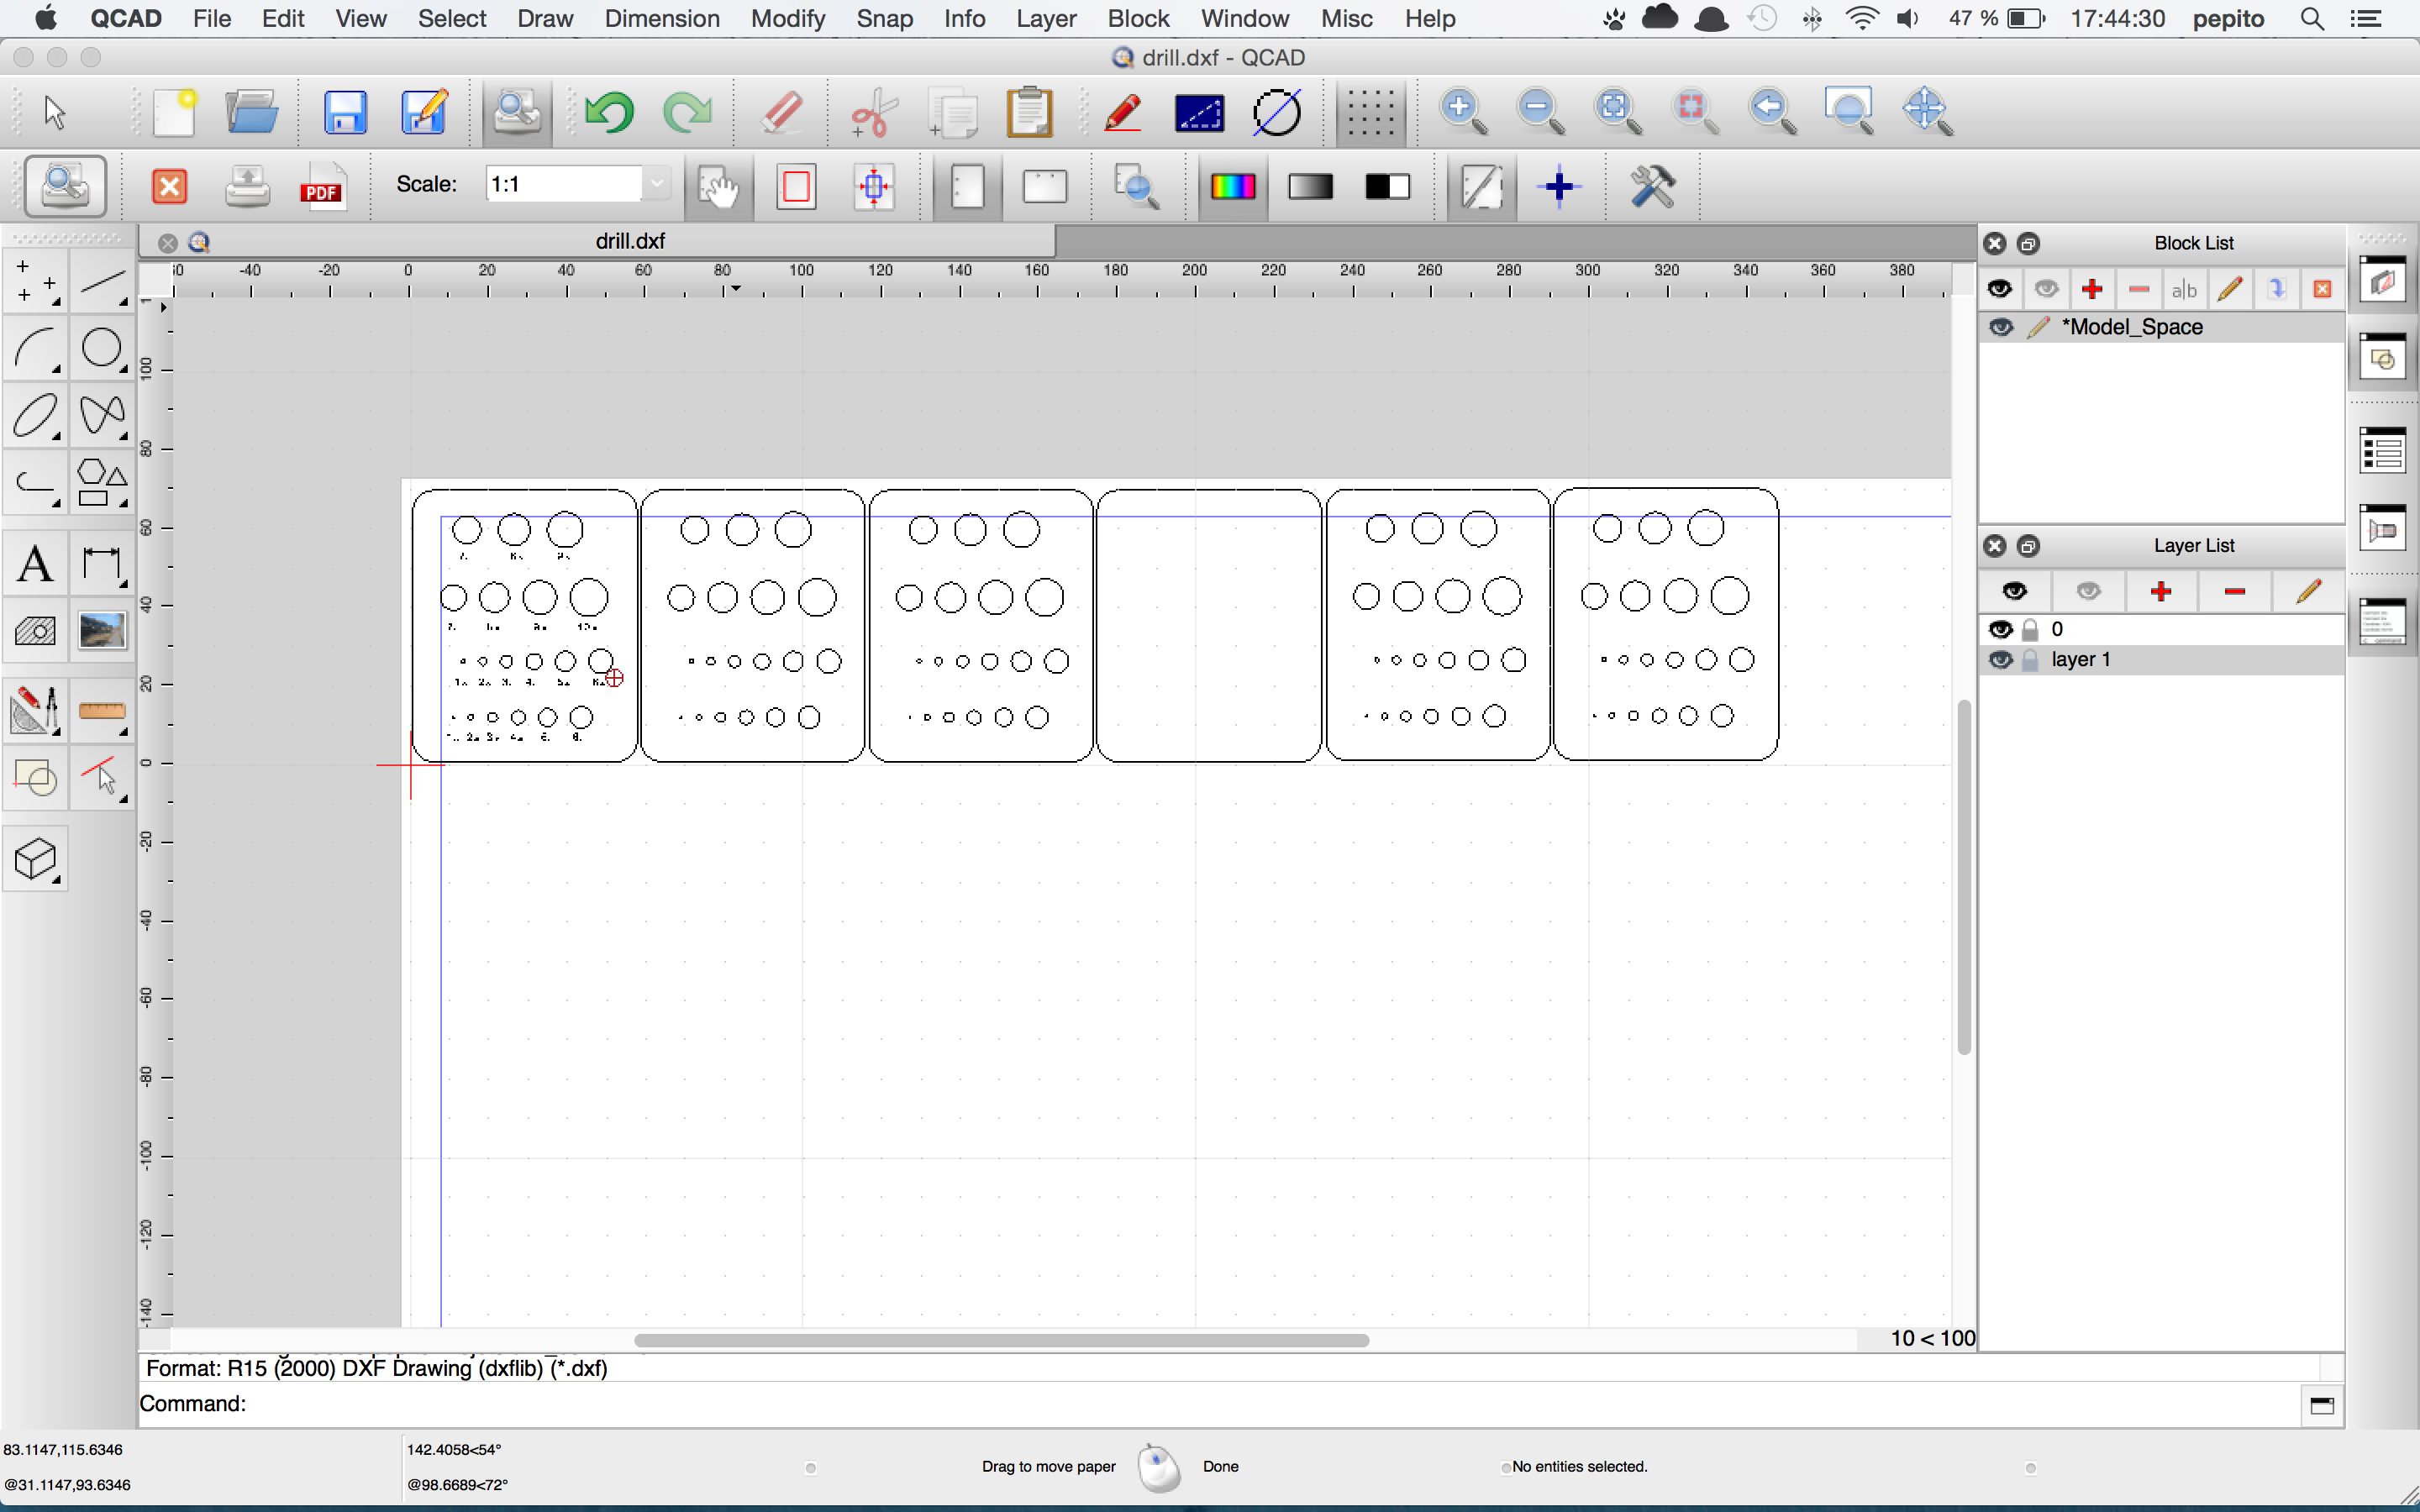 QCAD File Edit View Select Draw Dimension Modify Snap Info Layer Block Window Misc Help 47 % 17:44:30 pepito
drill.dxf - QCAD
PDF Scale: 1:1
drill.dxf
-40 -20 0 20 40 60 80 100 120 140 160 180 200 220 240 260 280 300 320 340 360 380
Block List
a|b
*Model_Space
Layer List
0
layer 1
100
80
60
40
20
0
-20
-40
-60
-80
-100
-120
-140
A
10 < 100
Format: R15 (2000) DXF Drawing (dxflib) (*.dxf)
Command:
83.1147,115.6346
@31.1147,93.6346
142.4058<54°
@98.6689<72°
Drag to move paper
Done
No entities selected.